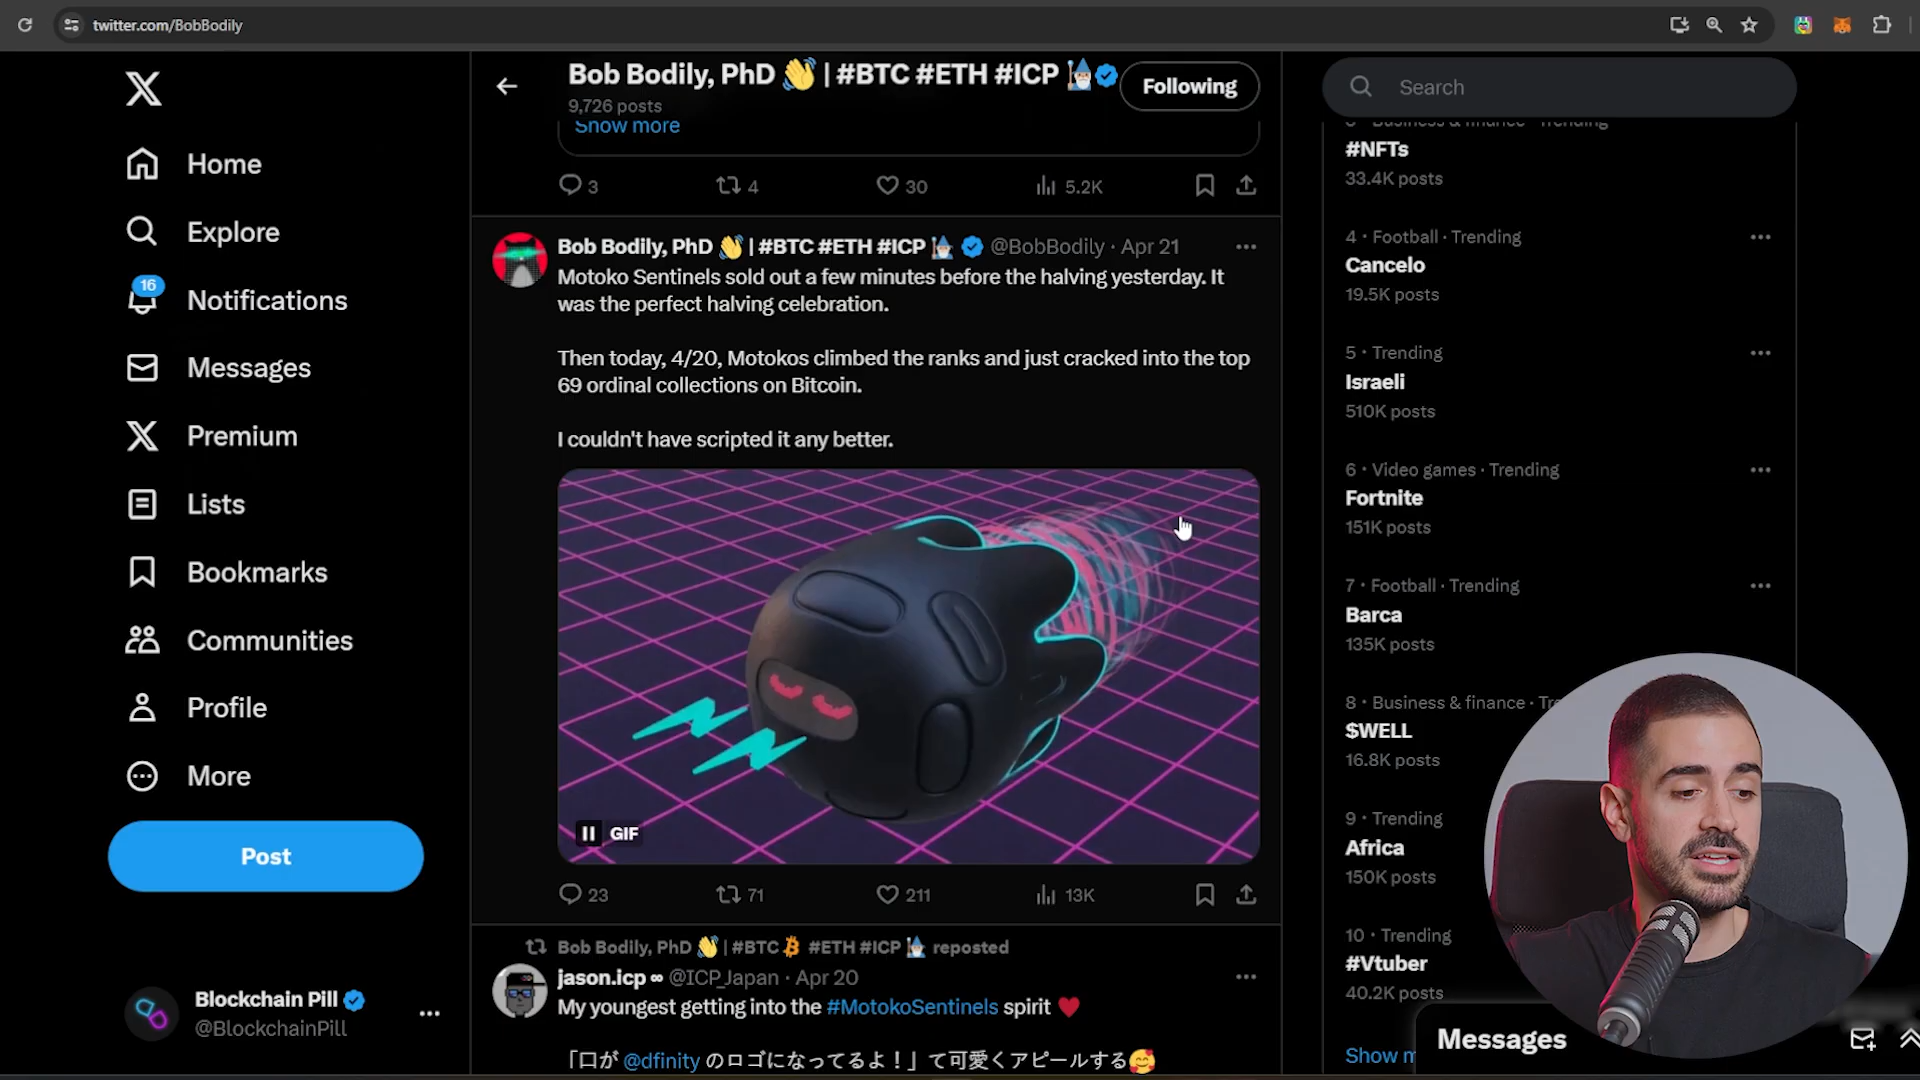 twitter.com/BobBodily
Home
Explore
16
Notifications
Messages
Premium
Lists
Bookmarks
Communities
Profile
More
Post
Blockchain Pill
@BlockchainPill
Bob Bodily, PhD 👋 | #BTC #ETH #ICP 🧙‍♂️
9,726 posts
Following
Show more
3 4 30 5.2K
Bob Bodily, PhD 👋 | #BTC #ETH #ICP 🧙‍♂️ @BobBodily · Apr 21
Motoko Sentinels sold out a few minutes before the halving yesterday. It
was the perfect halving celebration.
Then today, 4/20, Motokos climbed the ranks and just cracked into the top
69 ordinal collections on Bitcoin.
I couldn't have scripted it any better.
GIF
23 71 211 13K
Bob Bodily, PhD 👋 | #BTC #ETH #ICP 🧙‍♂️ reposted
jason.icp ∞ @ICP_Japan · Apr 20
My youngest getting into the #MotokoSentinels spirit ❤️
「口が @dfinity のロゴになってるよ！」て可愛くアピールする🥰
Search
Business & finance · Trending
#NFTs
33.4K posts
4 · Football · Trending
Cancelo
19.5K posts
5 · Trending
Israeli
510K posts
6 · Video games · Trending
Fortnite
151K posts
7 · Football · Trending
Barca
135K posts
8 · Business & finance ·
$WELL
16.8K posts
9 · Trending
Africa
150K posts
10 · Trending
#Vtuber
40.2K posts
Show
Messages